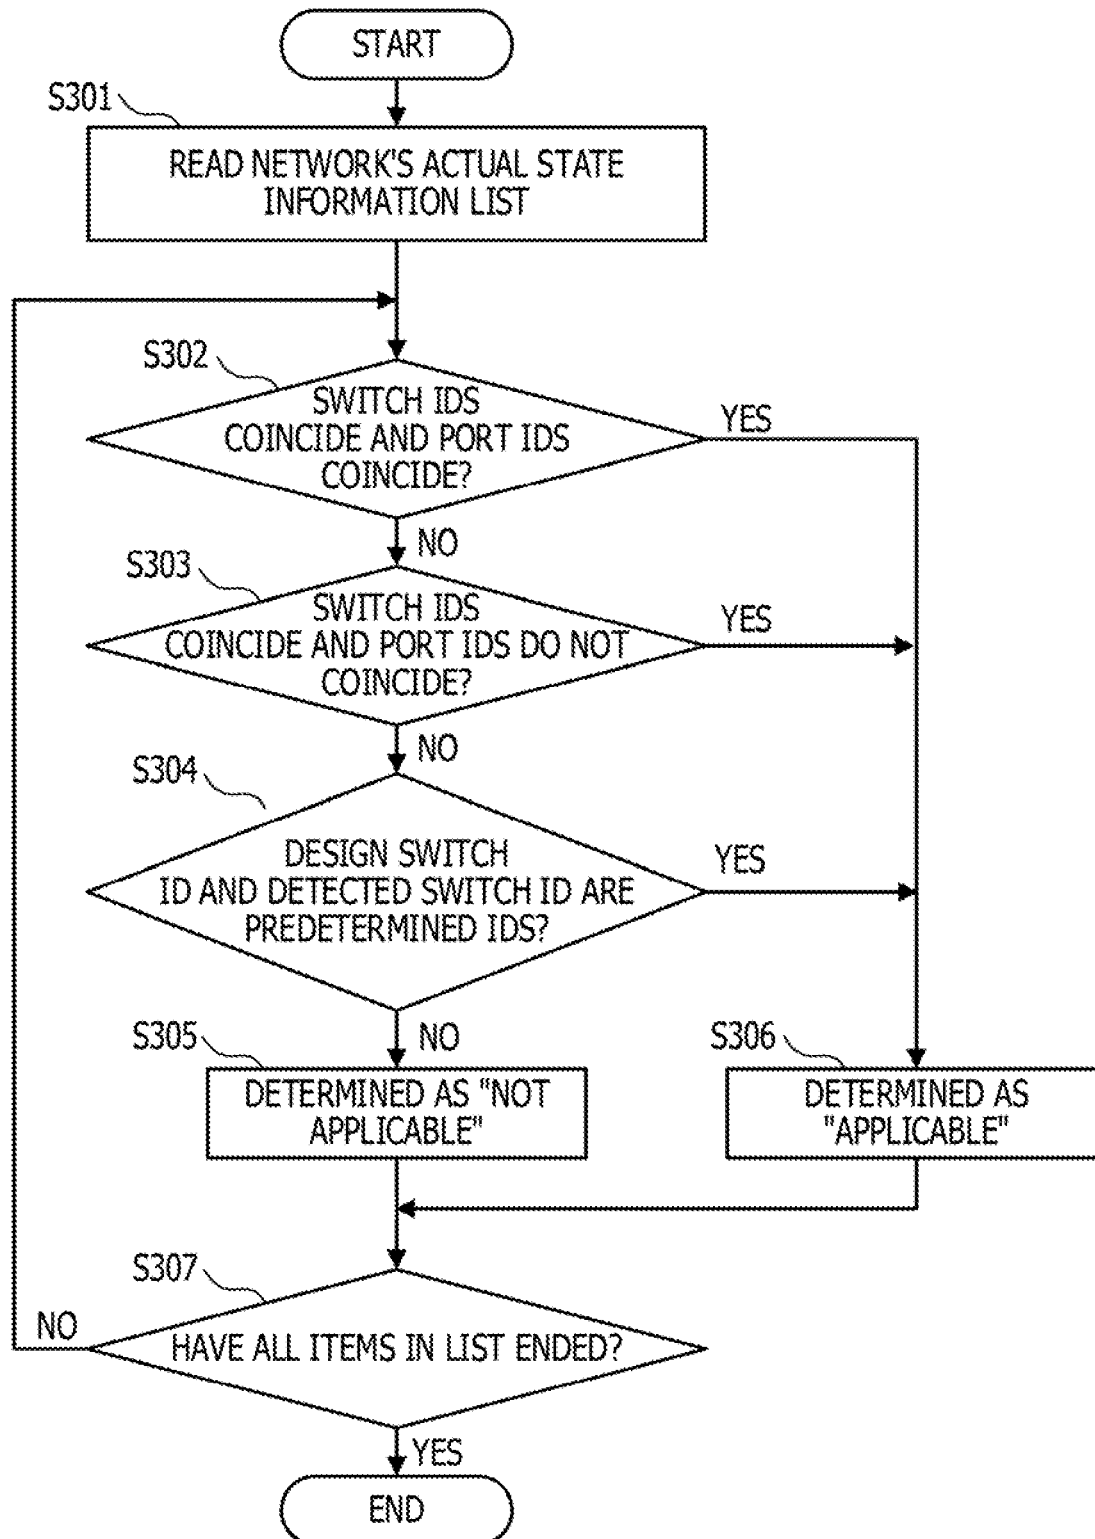 START
S301
READ NETWORK'S ACTUAL STATE
INFORMATION LIST
S302
SWITCH IDS
COINCIDE AND PORT IDS
COINCIDE?
YES
NO
S303
SWITCH IDS
COINCIDE AND PORT IDS DO NOT
COINCIDE?
YES
NO
S304
DESIGN SWITCH
ID AND DETECTED SWITCH ID ARE
PREDETERMINED IDS?
YES
NO
S305
DETERMINED AS "NOT
APPLICABLE"
S306
DETERMINED AS
"APPLICABLE"
S307
HAVE ALL ITEMS IN LIST ENDED?
NO
YES
END